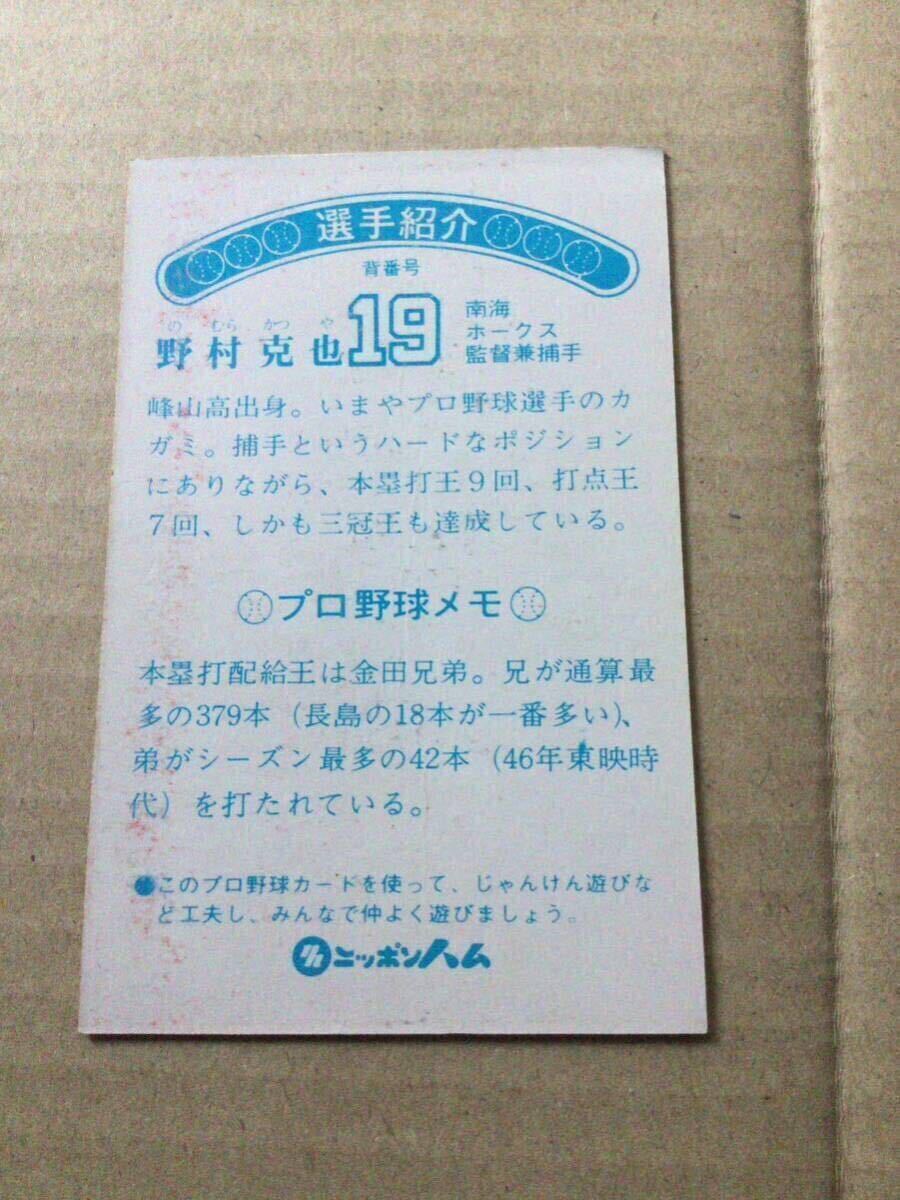 選手紹介
背番号
の むら かつ や
野村克也
19
南海
ホークス
監督兼捕手
峰山高出身。いまやプロ野球選手のカ
ガミ。捕手というハードなポジション
にありながら、本塁打王9回、打点王
7回、しかも三冠王も達成している。
プロ野球メモ
本塁打配給王は金田兄弟。兄が通算最
多の379本(長島の18本が一番多い)、
弟がシーズン最多の42本(46年東映時
代)を打たれている。
●このプロ野球カードを使って、じゃんけん遊びな
ど工夫し、みんなで仲よく遊びましょう。
ニッポンハム